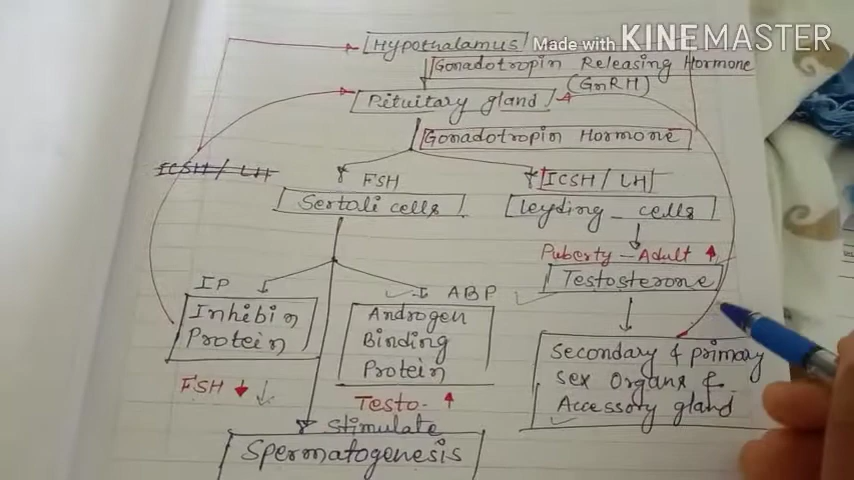 Hypothalamus
Made with KINEMASTER
Gonadotropin Releasing Hormone
(GnRH)
Pituitary gland
Gonadotropin Hormone
ICSH / LH
FSH
ICSH / LH
Sertoli cells
Leyding cells
Puberty - Adult
Testosterone
IP
ABP
Inhibin
Protein
Androgen
Binding
Protein
Secondary & primary
sex organs &
Accessory gland
FSH
Testo.
stimulate
Spermatogenesis